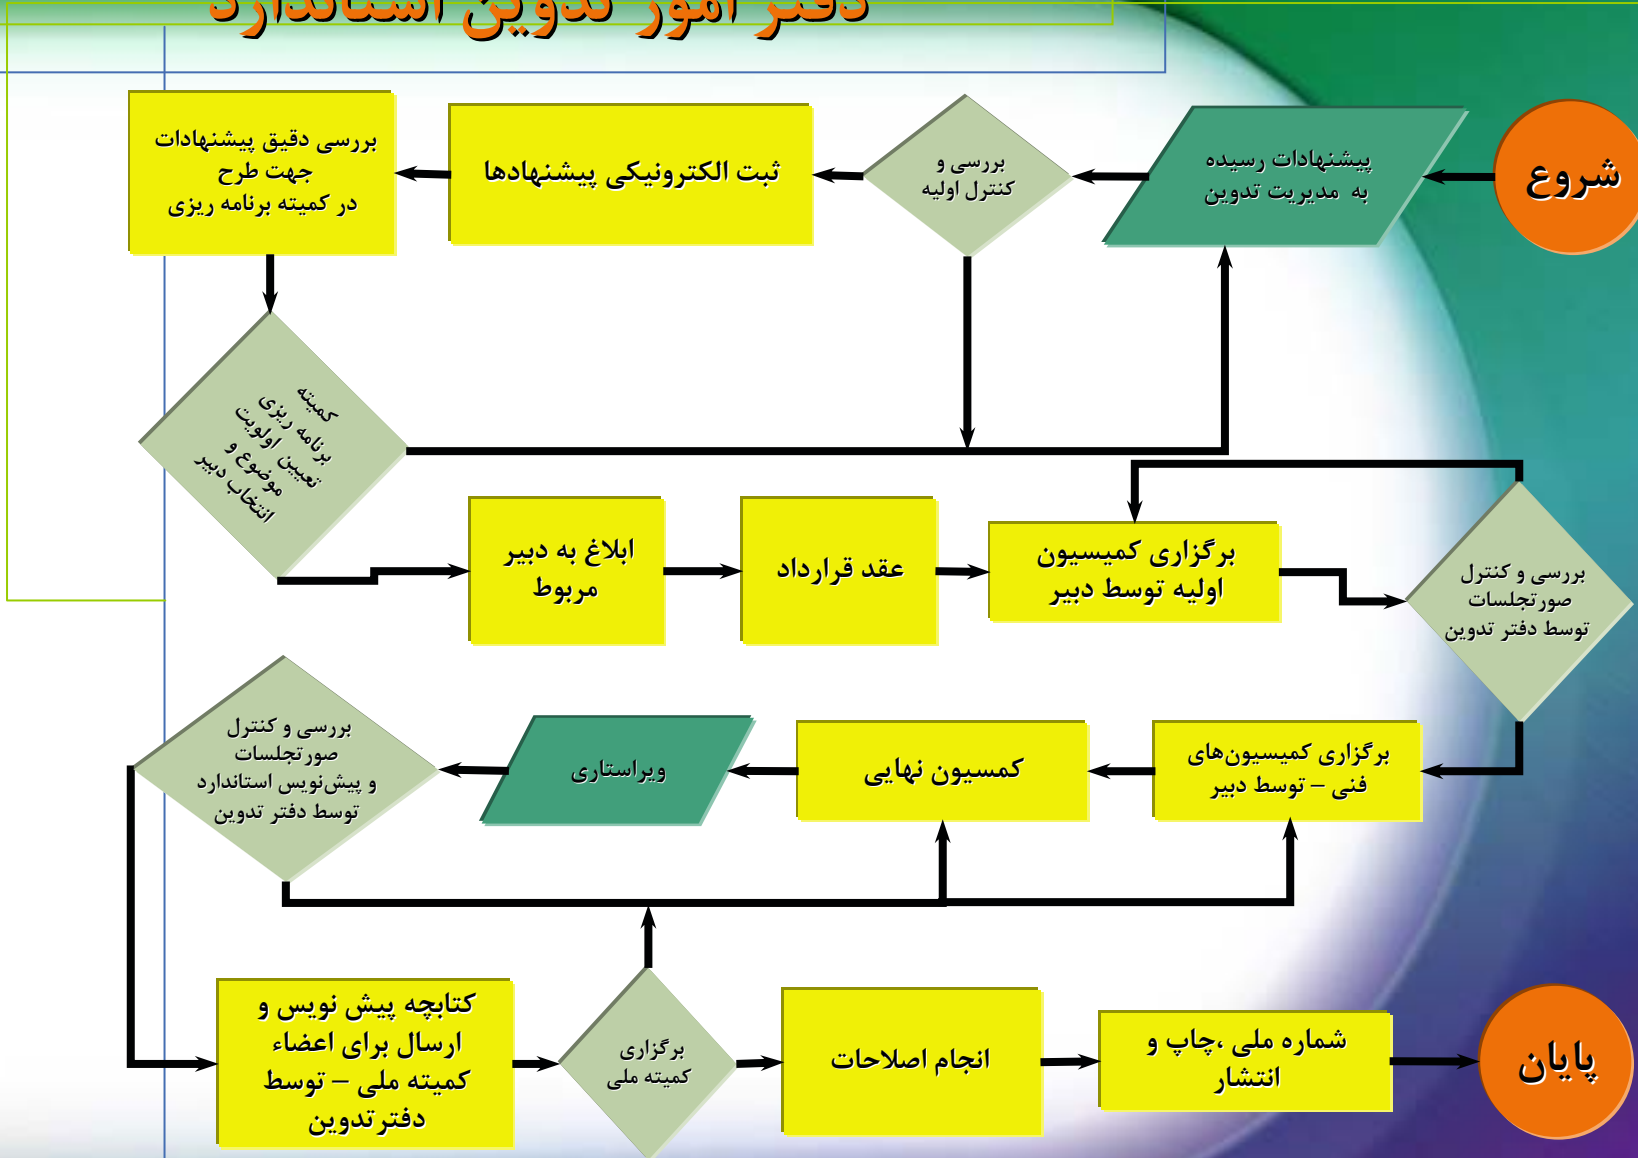 دفتر امور تدوین استاندارد
شروع
پیشنهادات رسیده
به مدیریت تدوین
بررسی و
کنترل اولیه
ثبت الکترونیکی پیشنهادها
بررسی دقیق پیشنهادات
جهت طرح
در کمیته برنامه ریزی
کمیته
برنامه ریزی
تعیین اولویت
موضوع و
انتخاب دبیر
ابلاغ به دبیر
مربوط
عقد قرارداد
برگزاری کمیسیون
اولیه توسط دبیر
بررسی و کنترل
صورتجلسات
توسط دفتر تدوین
برگزاری کمیسیون‌های
فنی – توسط دبیر
کمسیون نهایی
ویراستاری
بررسی و کنترل
صورتجلسات
و پیش‌نویس استاندارد
توسط دفتر تدوین
کتابچه پیش نویس و
ارسال برای اعضاء
کمیته ملی – توسط
دفترتدوین
برگزاری
کمیته ملی
انجام اصلاحات
شماره ملی ،چاپ و
انتشار
پایان